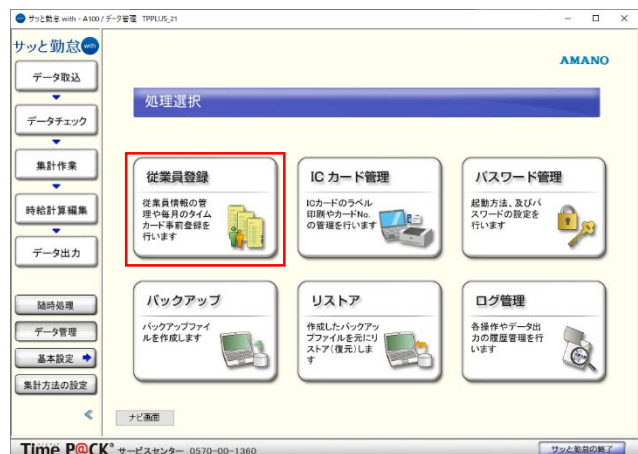 サッと勤怠 with - A100 / データ管理 TPPLUS_21
サッと勤怠 with
AMANO
データ取込
処理選択
データチェック
集計作業
時給計算編集
データ出力
随時処理
データ管理
基本設定
集計方法の設定
従業員登録
従業員情報の管
理や毎月のタイム
カード事前登録を
行います
IC カード管理
ICカードのラベル
印刷やカードNo.
の管理を行います
パスワード管理
起動方法、及びパ
スワードの設定を
行います
バックアップ
バックアップファイ
ルを作成します
リストア
作成したバックアッ
プファイルを元にリ
ストア(復元)しま
す
ログ管理
各操作やデータ出
力の履歴管理を行
います
ナビ画面
Time P@CK サービスセンター 0570-00-1360
サッと勤怠の終了